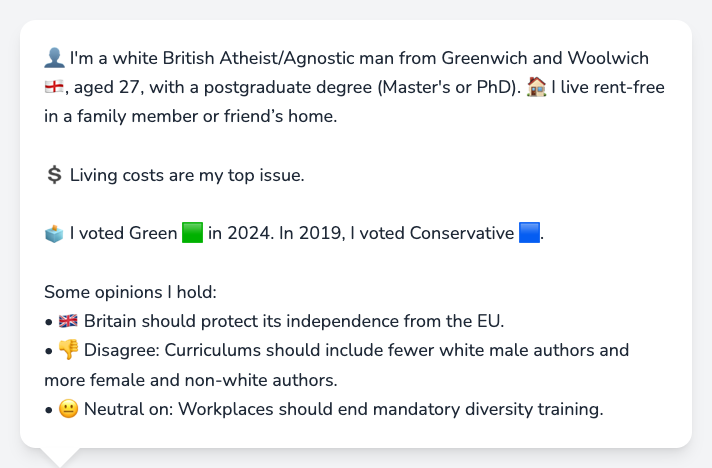 👤 I'm a white British Atheist/Agnostic man from Greenwich and Woolwich
🏴󠁧󠁢󠁥󠁮󠁧󠁿, aged 27, with a postgraduate degree (Master's or PhD). 🏠 I live rent-free
in a family member or friend’s home.
💲 Living costs are my top issue.
🗳️ I voted Green 🟩 in 2024. In 2019, I voted Conservative 🟦.
Some opinions I hold:
• 🇬🇧 Britain should protect its independence from the EU.
• 👎 Disagree: Curriculums should include fewer white male authors and
more female and non-white authors.
• 😐 Neutral on: Workplaces should end mandatory diversity training.